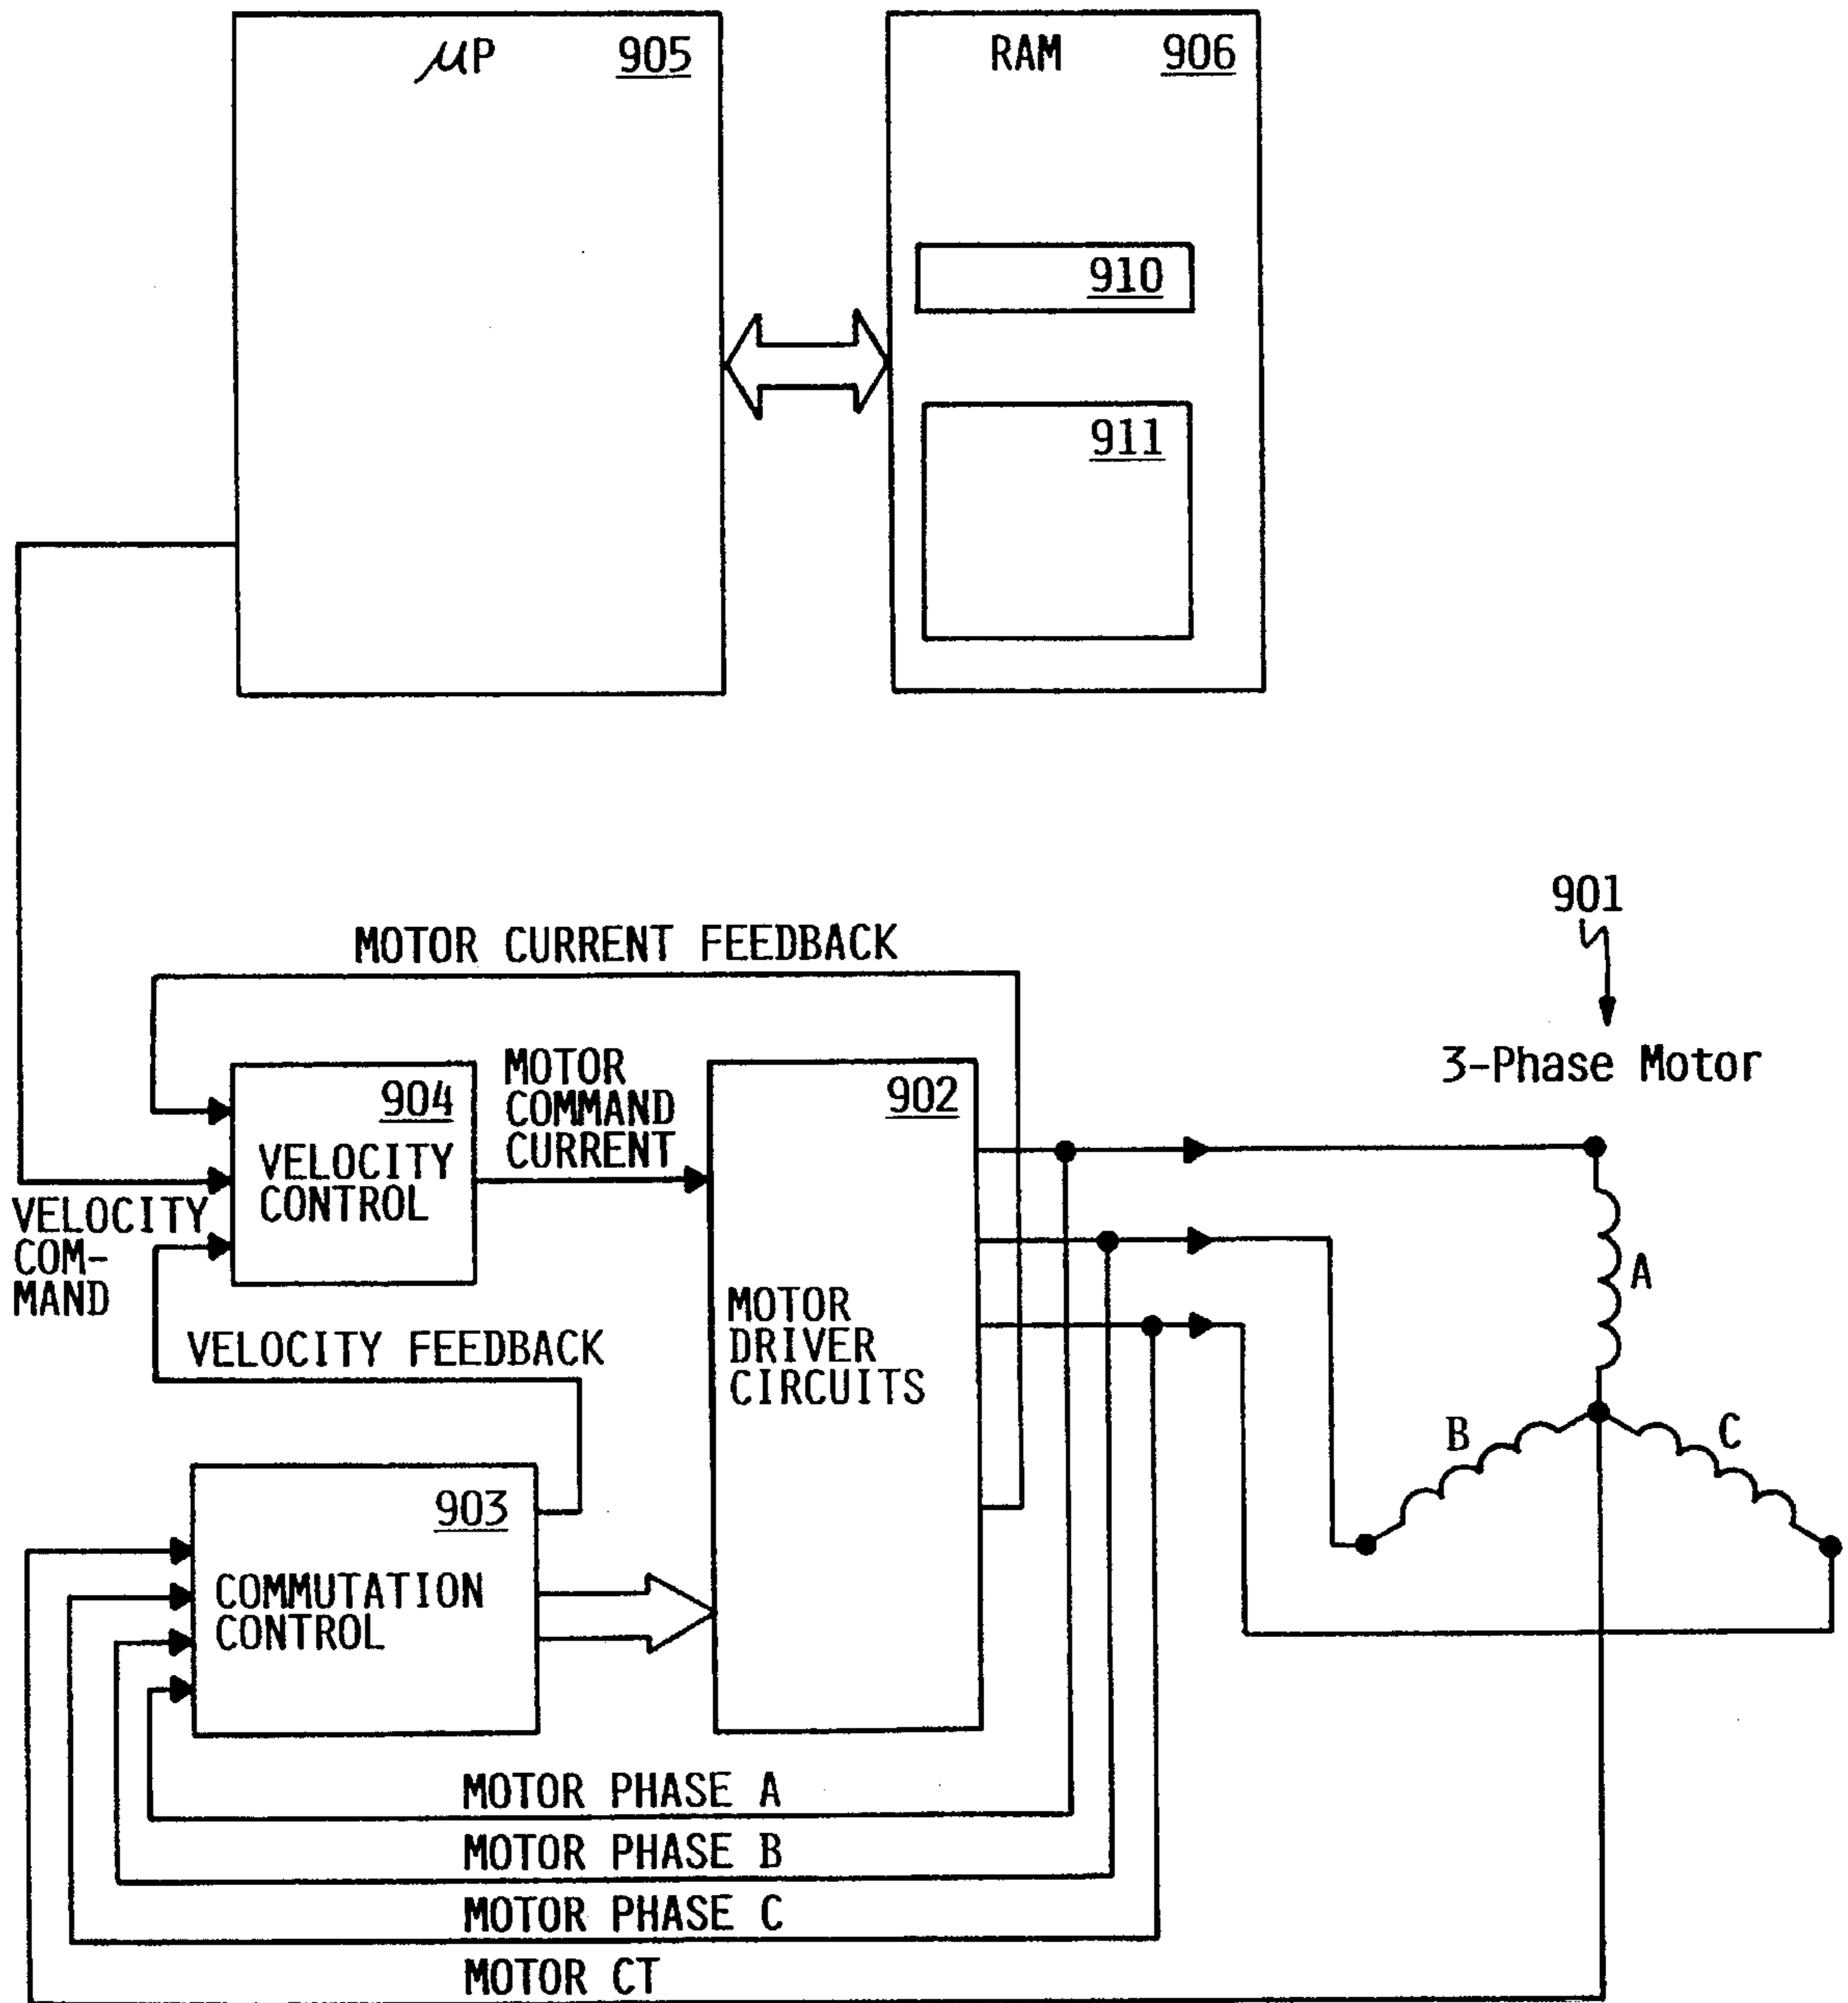 μP 905
RAM 906
910
911
901
3-Phase Motor
MOTOR CURRENT FEEDBACK
904
VELOCITY
CONTROL
MOTOR
COMMAND
CURRENT
902
MOTOR
DRIVER
CIRCUITS
VELOCITY
COM-
MAND
VELOCITY FEEDBACK
A
B
C
903
COMMUTATION
CONTROL
MOTOR PHASE A
MOTOR PHASE B
MOTOR PHASE C
MOTOR CT